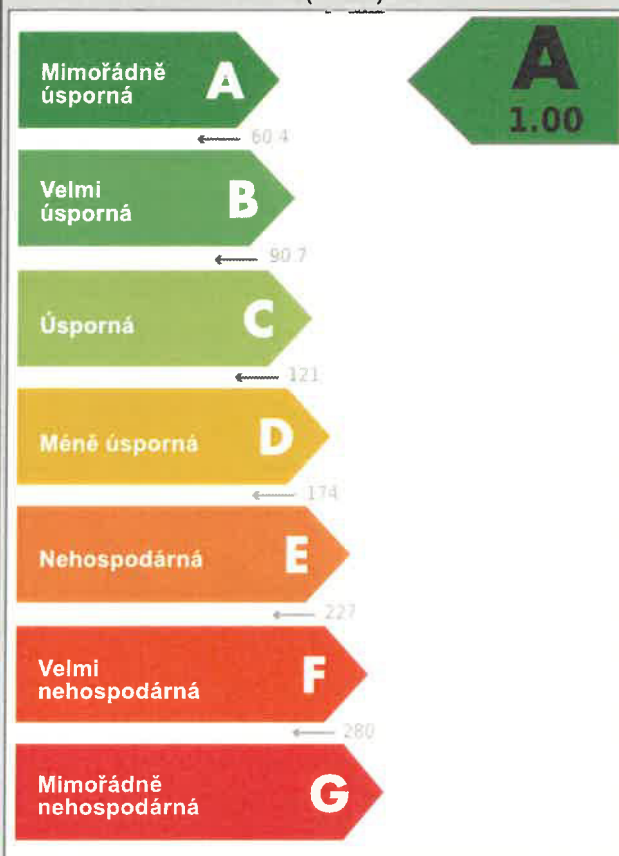 Mimořádně
úsporná
A
A
1.00
60.4
Velmi
úsporná
B
90.7
Úsporná
C
121
Méně úsporná
D
174
Nehospodárná
E
227
Velmi
nehospodárná
F
280
Mimořádně
nehospodárná
G